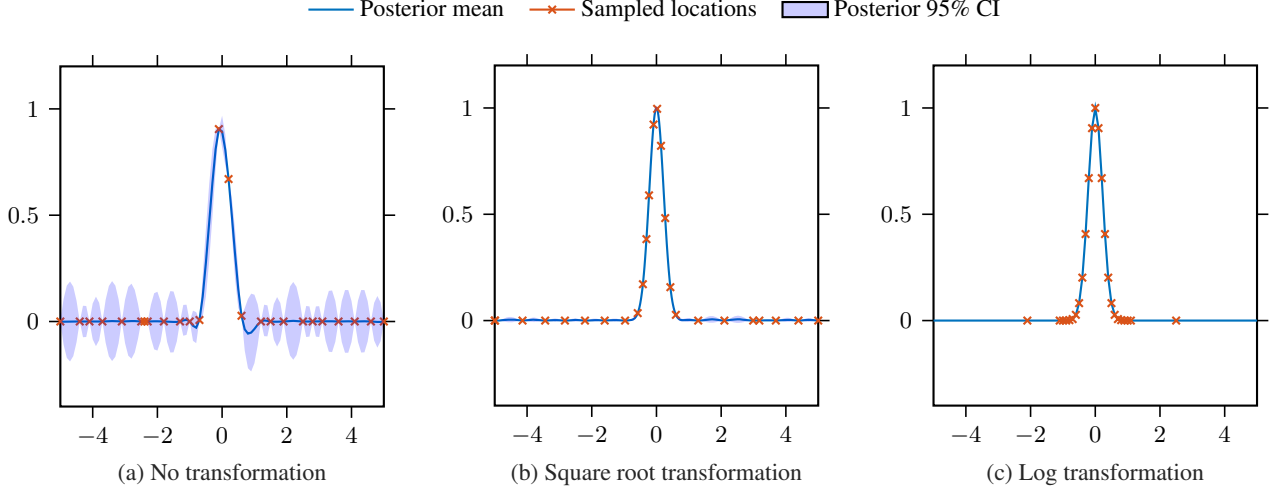 Posterior mean Sampled locations Posterior 95% CI
1
0.5
0
−4 −2 0 2 4
(a) No transformation
1
0.5
0
−4 −2 0 2 4
(b) Square root transformation
1
0.5
0
−4 −2 0 2 4
(c) Log transformation